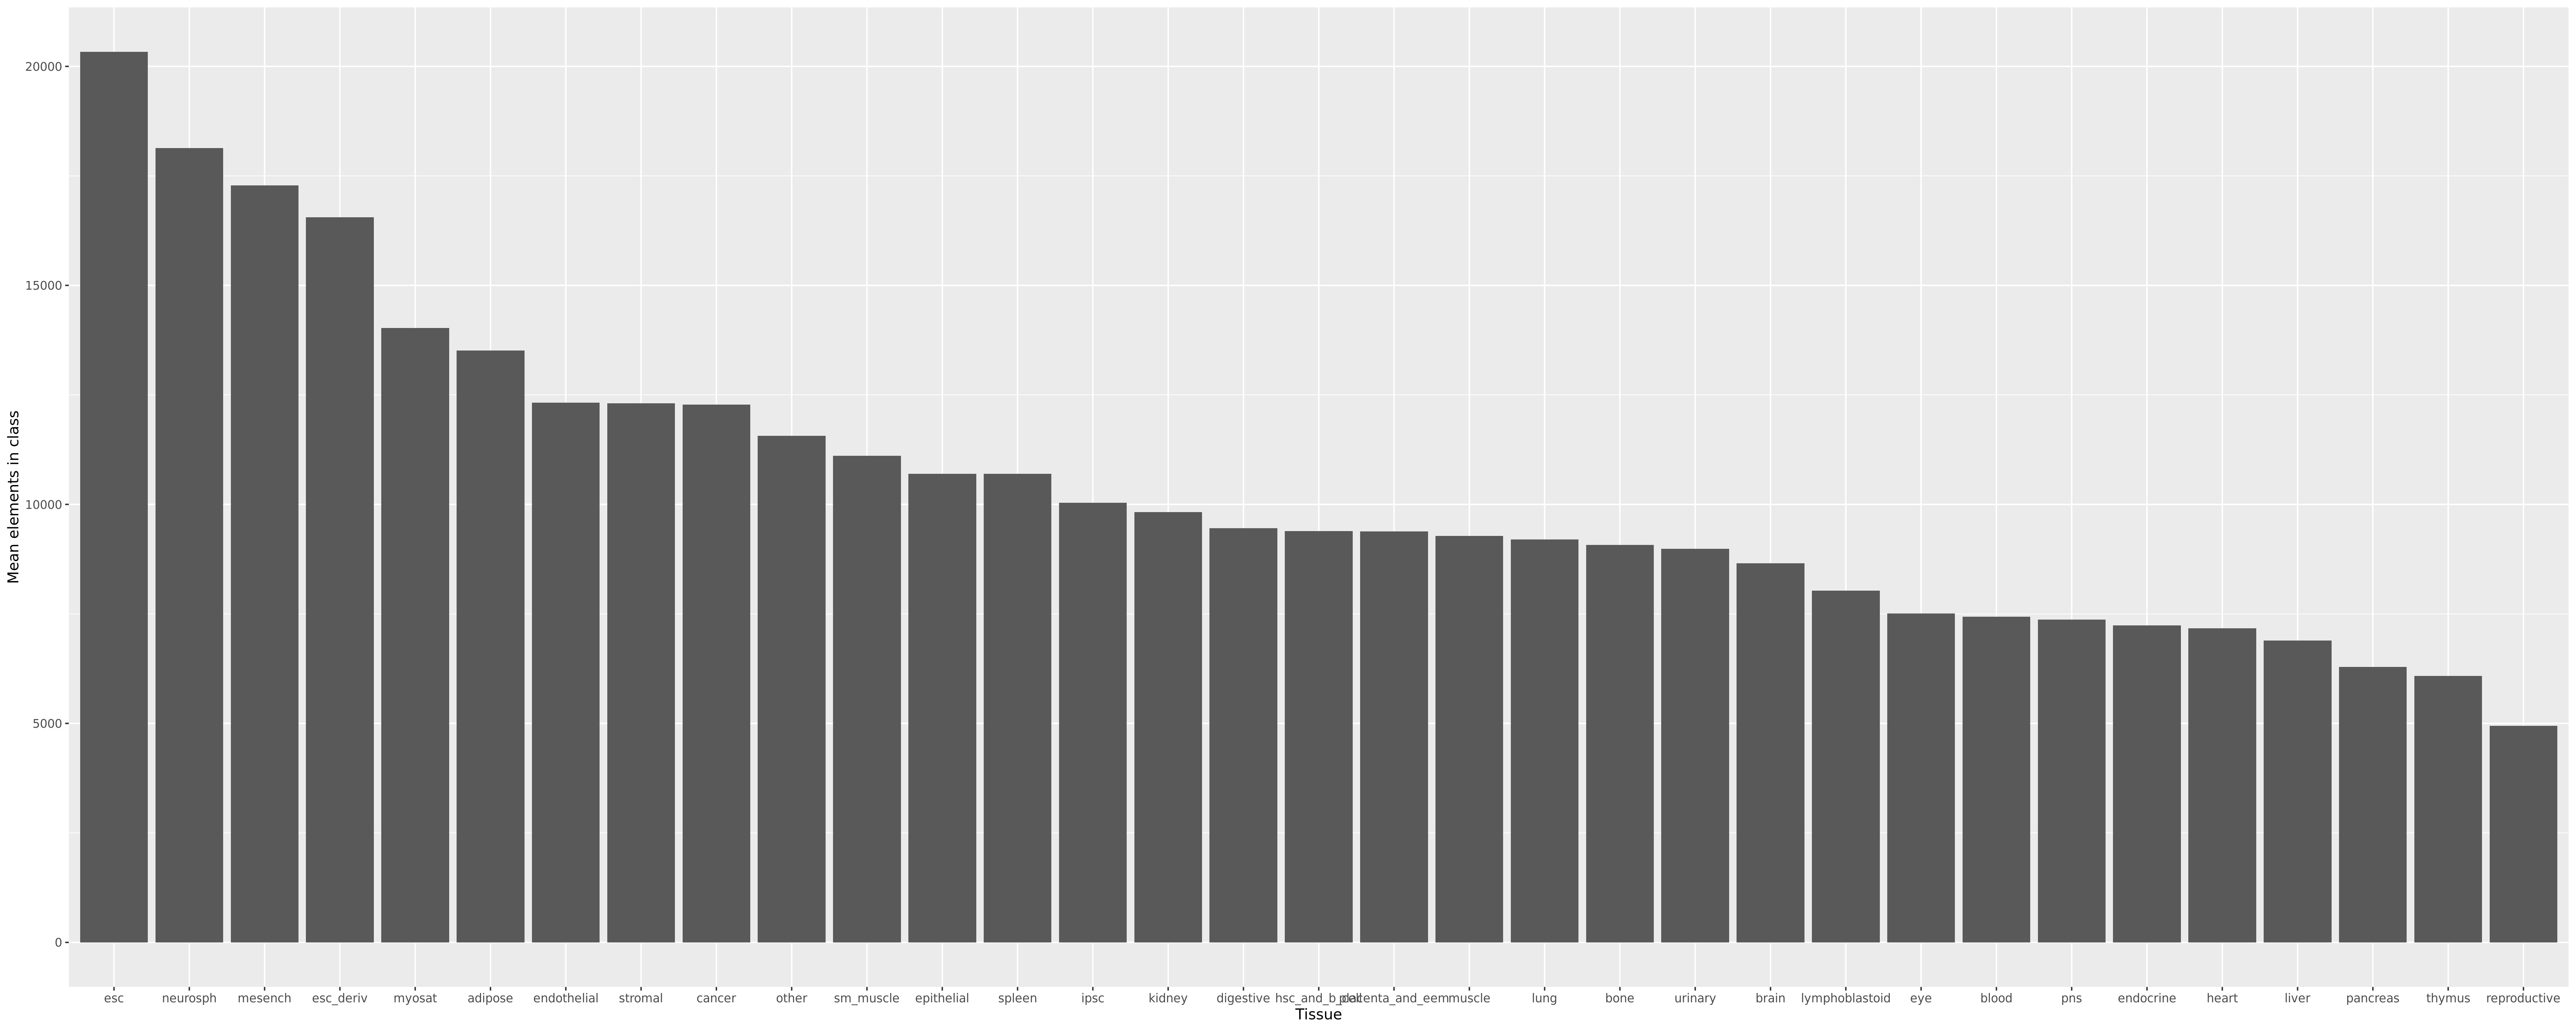 Mean elements in class
20000
15000
10000
5000
0
esc neurosph mesench esc_deriv myosat adipose endothelial stromal cancer other sm_muscle epithelial spleen ipsc kidney digestive hsc_and_b_cell placenta_and_eem muscle lung bone urinary brain lymphoblastoid eye blood pns endocrine heart liver pancreas thymus reproductive
Tissue